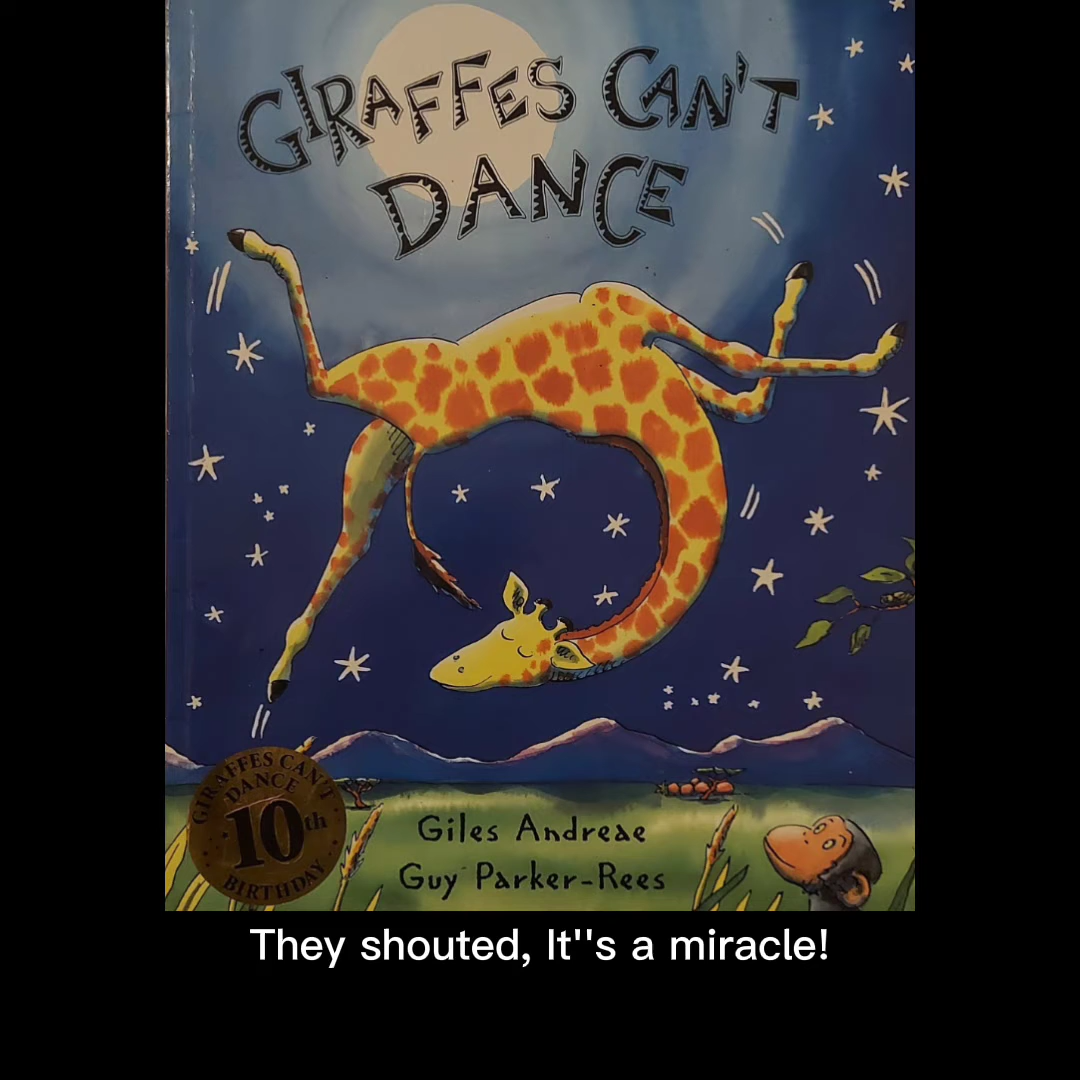 GIRAFFES CAN'T
DANCE
GIRAFFES CAN'T
DANCE
10th
BIRTHDAY
Giles Andreae
Guy Parker-Rees
They shouted, It''s a miracle!